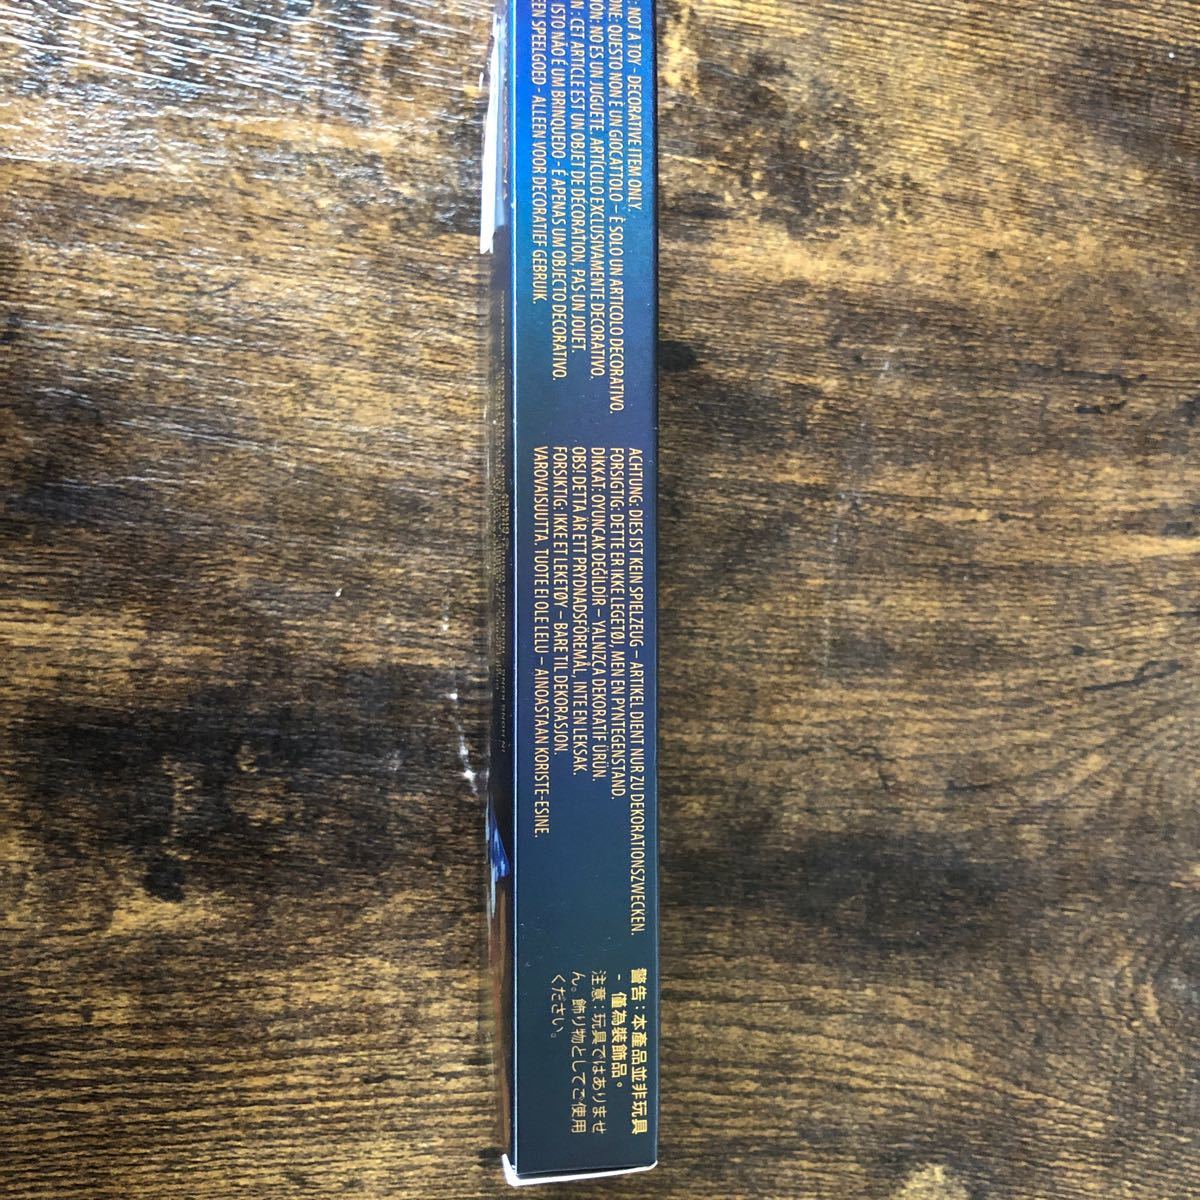 : NOT A TOY - DECORATIVE ITEM ONLY.
ONE: QUESTO NON È UN GIOCATTOLO – È SOLO UN ARTICOLO DECORATIVO.
ION: NO ES UN JUGUETE. ARTÍCULO EXCLUSIVAMENTE DECORATIVO.
N : CET ARTICLE EST UN OBJET DE DÉCORATION, PAS UN JOUET.
ISTO NÃO É UM BRINQUEDO - É APENAS UM OBJECTO DECORATIVO.
EEN SPEELGOED - ALLEEN VOOR DECORATIEF GEBRUIK.
ACHTUNG: DIES IST KEIN SPIELZEUG – ARTIKEL DIENT NUR ZU DEKORATIONSZWECKEN.
FORSIGTIG: DETTE ER IKKE LEGETØJ, MEN EN PYNTEGENSTAND.
DİKKAT: OYUNCAK DEĞİLDİR – YALNIZCA DEKORATİF ÜRÜN.
OBS! DETTA ÄR ETT PRYDNADSFÖREMÅL, INTE EN LEKSAK.
FORSIKTIG: IKKE ET LEKETØY – BARE TIL DEKORASJON.
VAROVAISUUTTA. TUOTE EI OLE LELU – AINOASTAAN KORISTE-ESINE.
警告：本產品並非玩具
- 僅為裝飾品。
注意：玩具ではありませ
ん。飾り物としてご使用
ください。